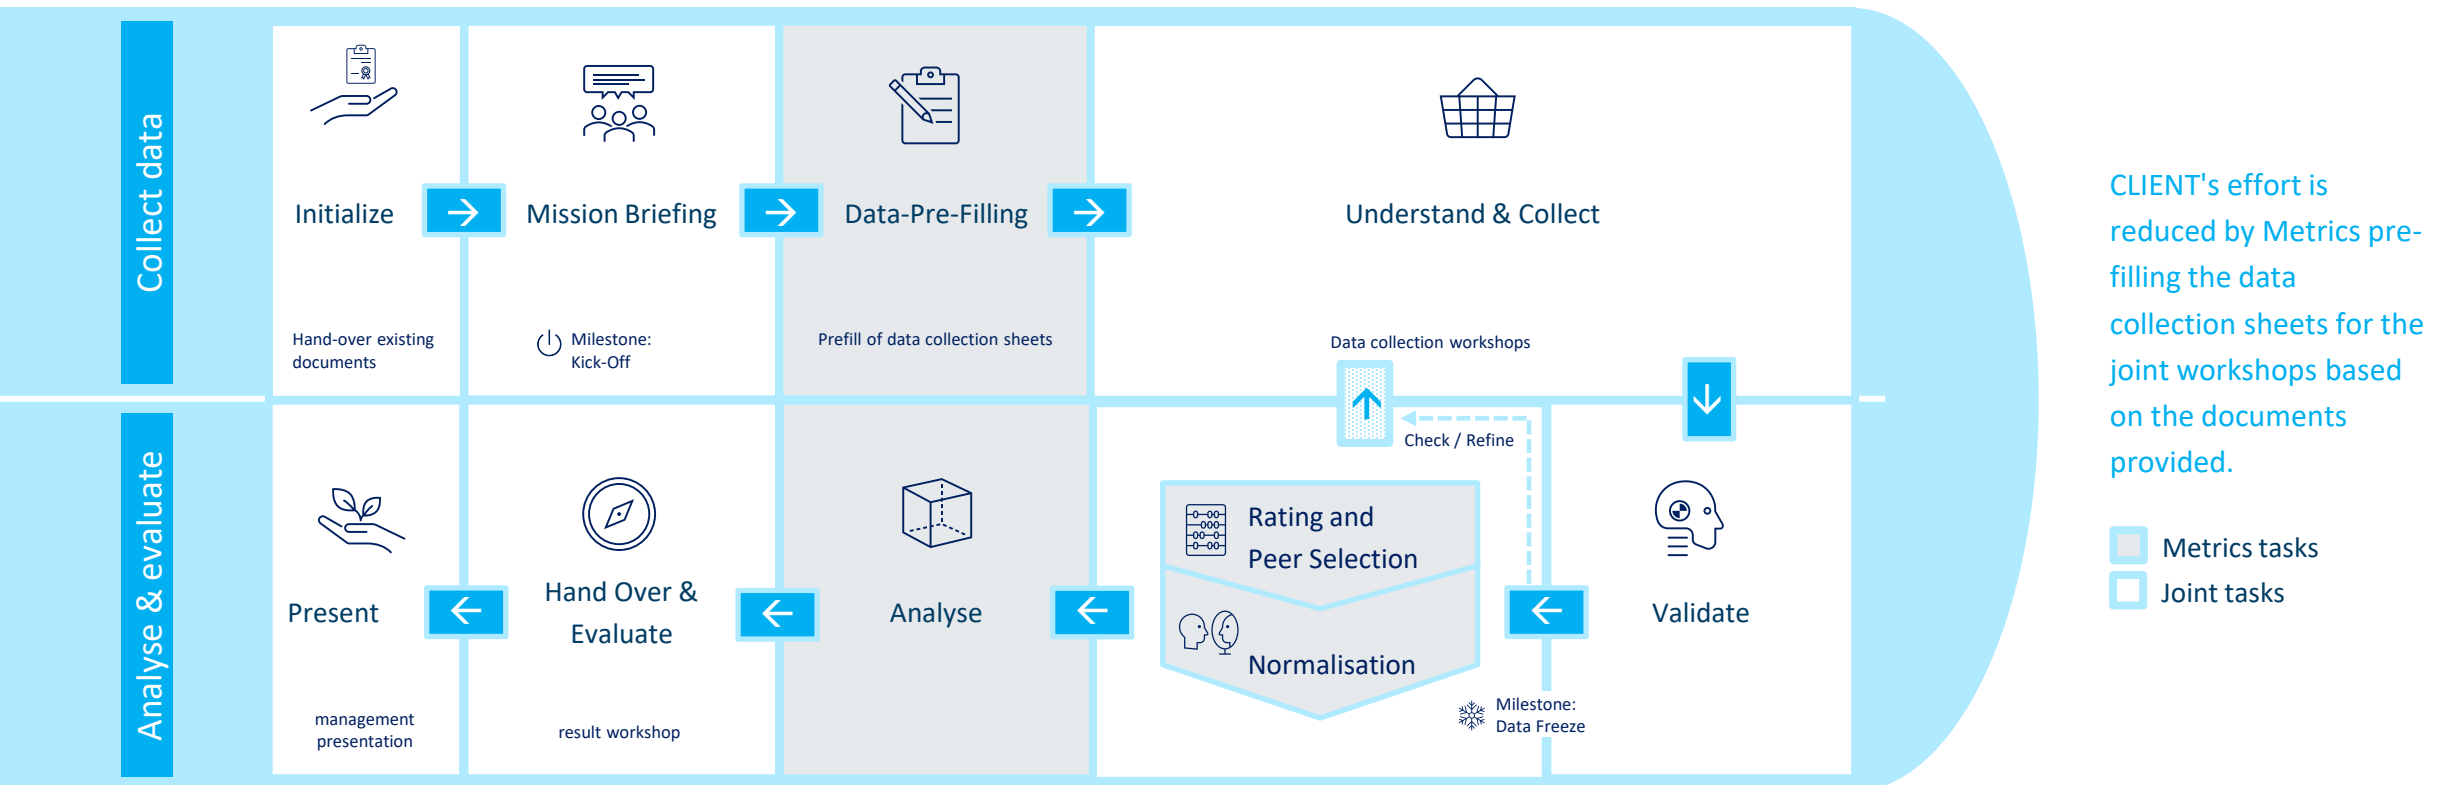 Collect data
Initialize
Mission Briefing
Data-Pre-Filling
Understand & Collect
Hand-over existing
documents
Milestone:
Kick-Off
Prefill of data collection sheets
Data collection workshops
Analyse & evaluate
Check / Refine
Rating and
Peer Selection
Normalisation
Validate
Milestone:
Data Freeze
Analyse
Hand Over &
Evaluate
result workshop
Present
management
presentation
CLIENT's effort is
reduced by Metrics pre-
filling the data
collection sheets for the
joint workshops based
on the documents
provided.
Metrics tasks
Joint tasks